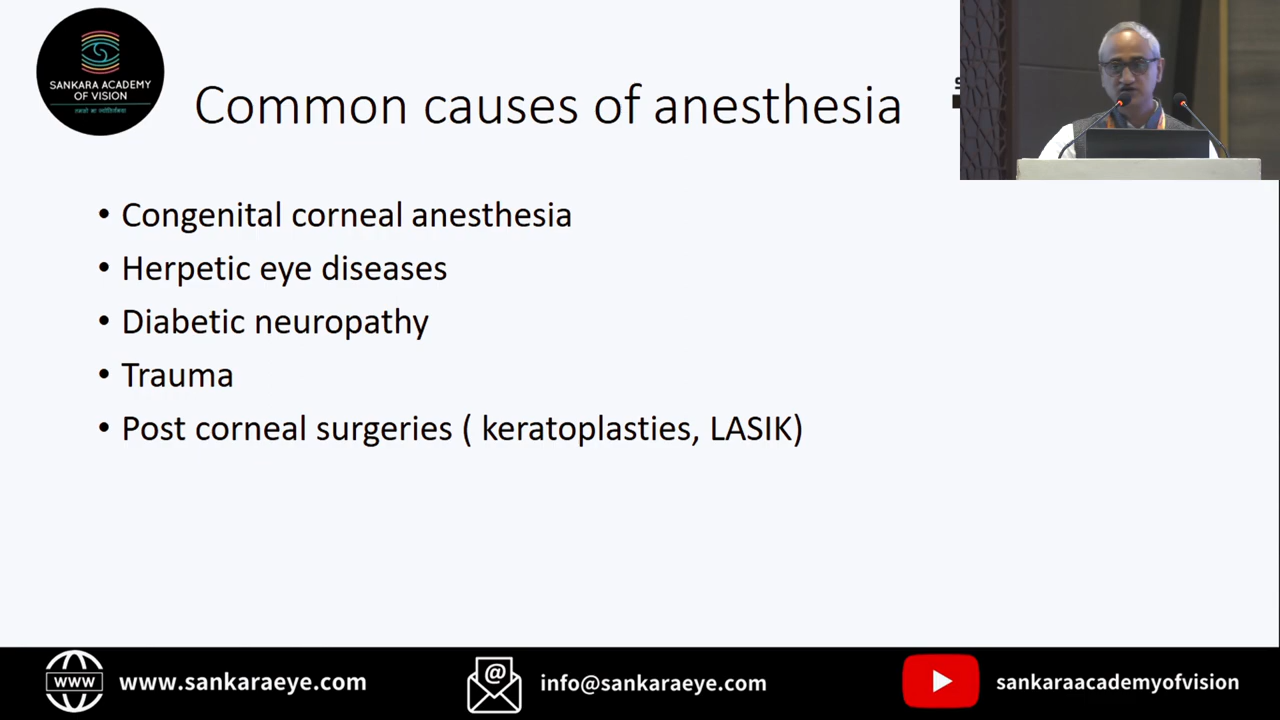 SANKARA ACADEMY
OF VISION
Common causes of anesthesia
• Congenital corneal anesthesia
• Herpetic eye diseases
• Diabetic neuropathy
• Trauma
• Post corneal surgeries ( keratoplasties, LASIK)
WWW
www.sankaraeye.com
@
info@sankaraeye.com
sankaraacademyofvision